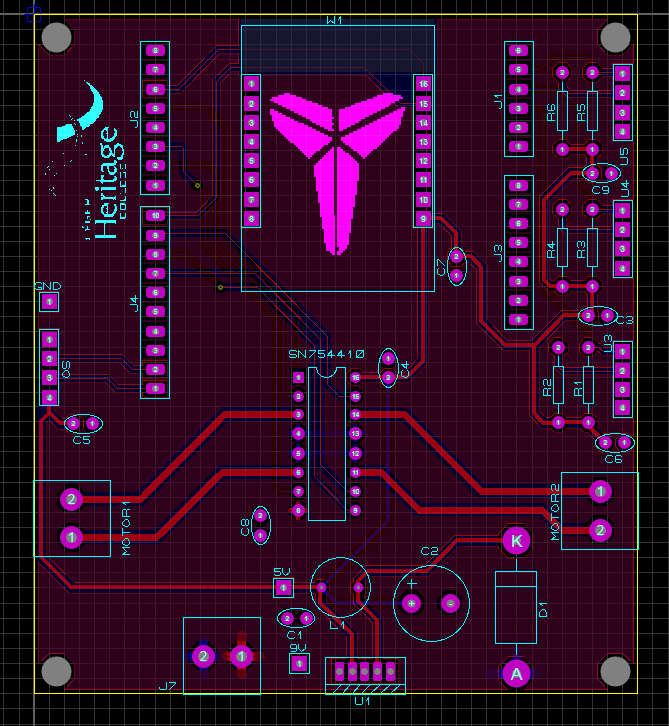 W1
J2
Heritage
COLLEGE
J1
R6
R5
U5
C9
U4
R4
R3
J3
C7
J4
GND
C3
U3
SN754410
C4
R2
R1
C5
C6
MOTOR1
MOTOR2
C8
C2
K
5V
L1
D1
C1
9V
J7
A
U1